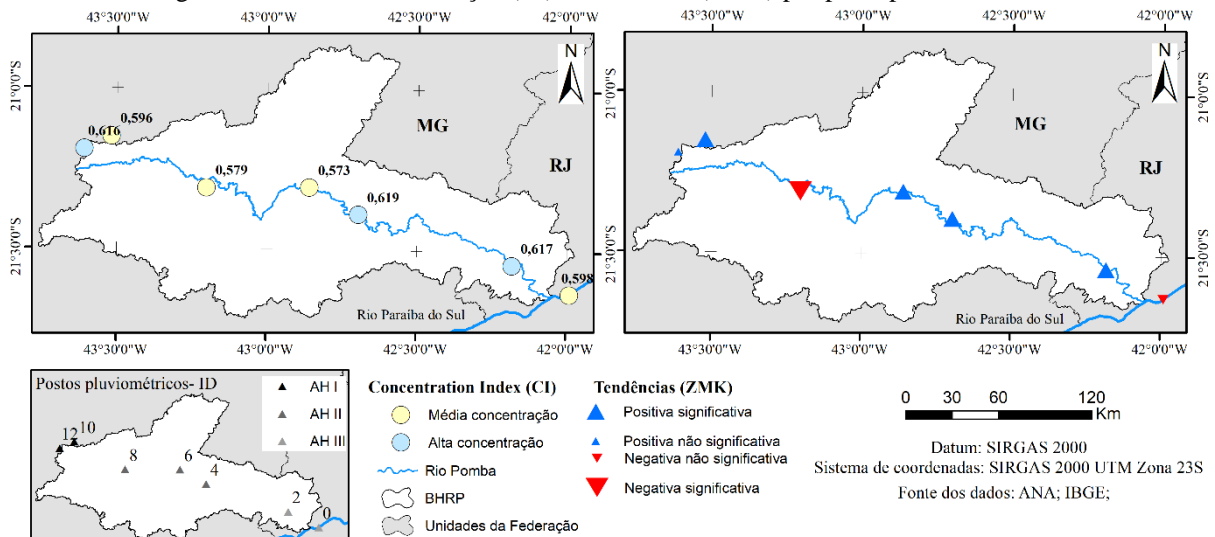 43°30'0"W 43°0'0"W 42°30'0"W 42°0'0"W
43°30'0"W 43°0'0"W 42°30'0"W 42°0'0"W
21°0'0"S
21°30'0"S
N
MG
RJ
0,616
0,596
0,579
0,573
0,619
0,617
0,598
Rio Paraíba do Sul
43°30'0"W 43°0'0"W 42°30'0"W 42°0'0"W
21°0'0"S
21°30'0"S
N
MG
RJ
Rio Paraíba do Sul
43°30'0"W 43°0'0"W 42°30'0"W 42°0'0"W
Postos pluviométricos- ID
AH I
AH II
AH III
12
10
8
6
4
2
0
Concentration Index (CI)
Média concentração
Alta concentração
Rio Pomba
BHRP
Unidades da Federação
Tendências (ZMK)
Positiva significativa
Positiva não significativa
Negativa não significativa
Negativa significativa
0 30 60 120
Km
Datum: SIRGAS 2000
Sistema de coordenadas: SIRGAS 2000 UTM Zona 23S
Fonte dos dados: ANA; IBGE;